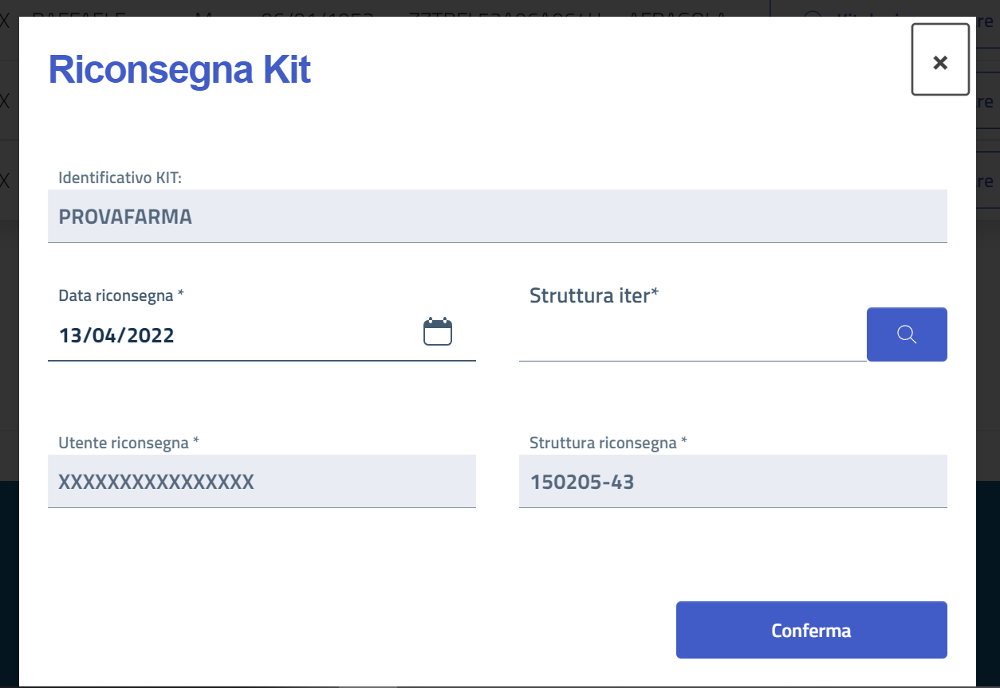 Riconsegna Kit
×
Identificativo KIT:
PROVAFARMA
Data riconsegna *
13/04/2022
Struttura iter*
Utente riconsegna *
XXXXXXXXXXXXXXXX
Struttura riconsegna *
150205-43
Conferma